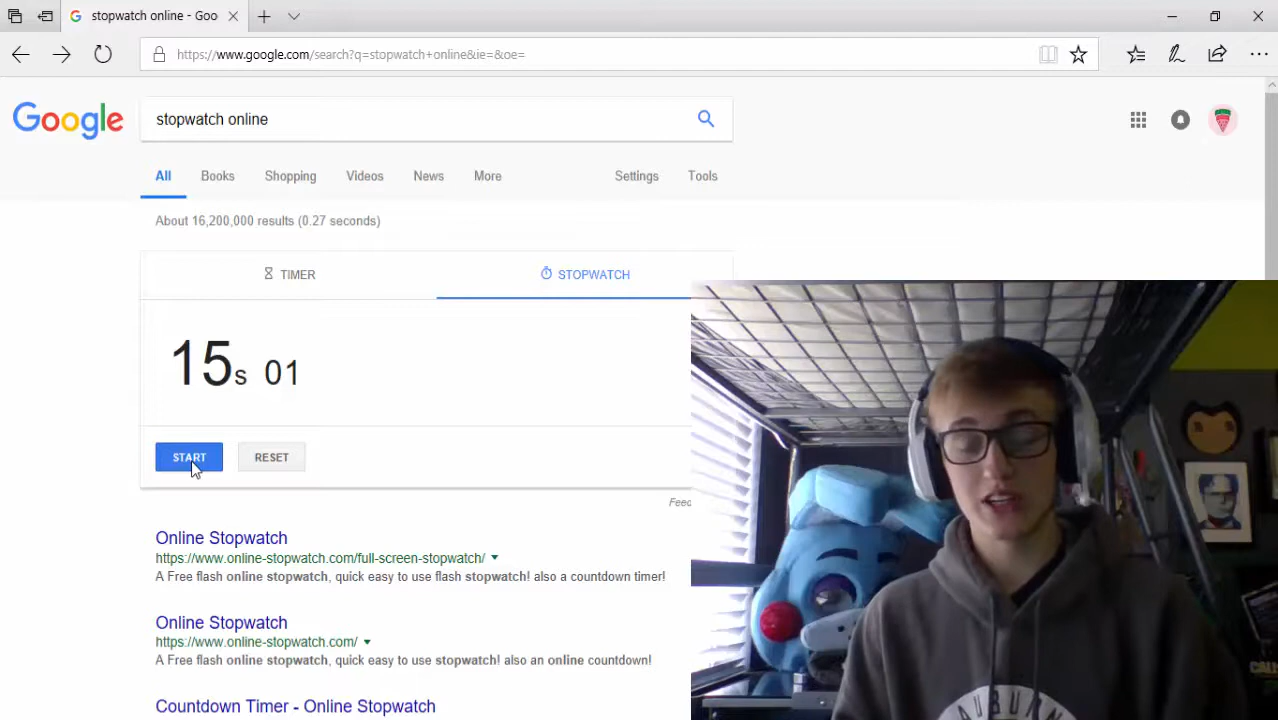 stopwatch online - Goo
https://www.google.com/search?q=stopwatch+online&ie=&oe=
Google
stopwatch online
All Books Shopping Videos News More Settings Tools
About 16,200,000 results (0.27 seconds)
TIMER STOPWATCH
15s 01
START RESET
Feed
Online Stopwatch
https://www.online-stopwatch.com/full-screen-stopwatch/
A Free flash online stopwatch, quick easy to use flash stopwatch! also a countdown timer!
Online Stopwatch
https://www.online-stopwatch.com/
A Free flash online stopwatch, quick easy to use stopwatch! also an online countdown!
Countdown Timer - Online Stopwatch
AUBURN